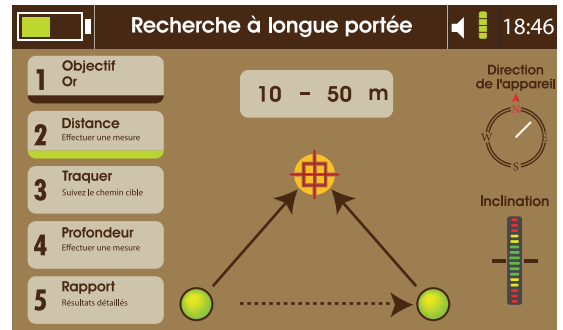 Recherche à longue portée
18:46
1 Objectif
Or
2 Distance
Effectuer une mesure
3 Traquer
Suivez le chemin cible
4 Profondeur
Effectuer une mesure
5 Rapport
Résultats détaillés
10 - 50 m
Direction
de l'appareil
N
W E
S
Inclination